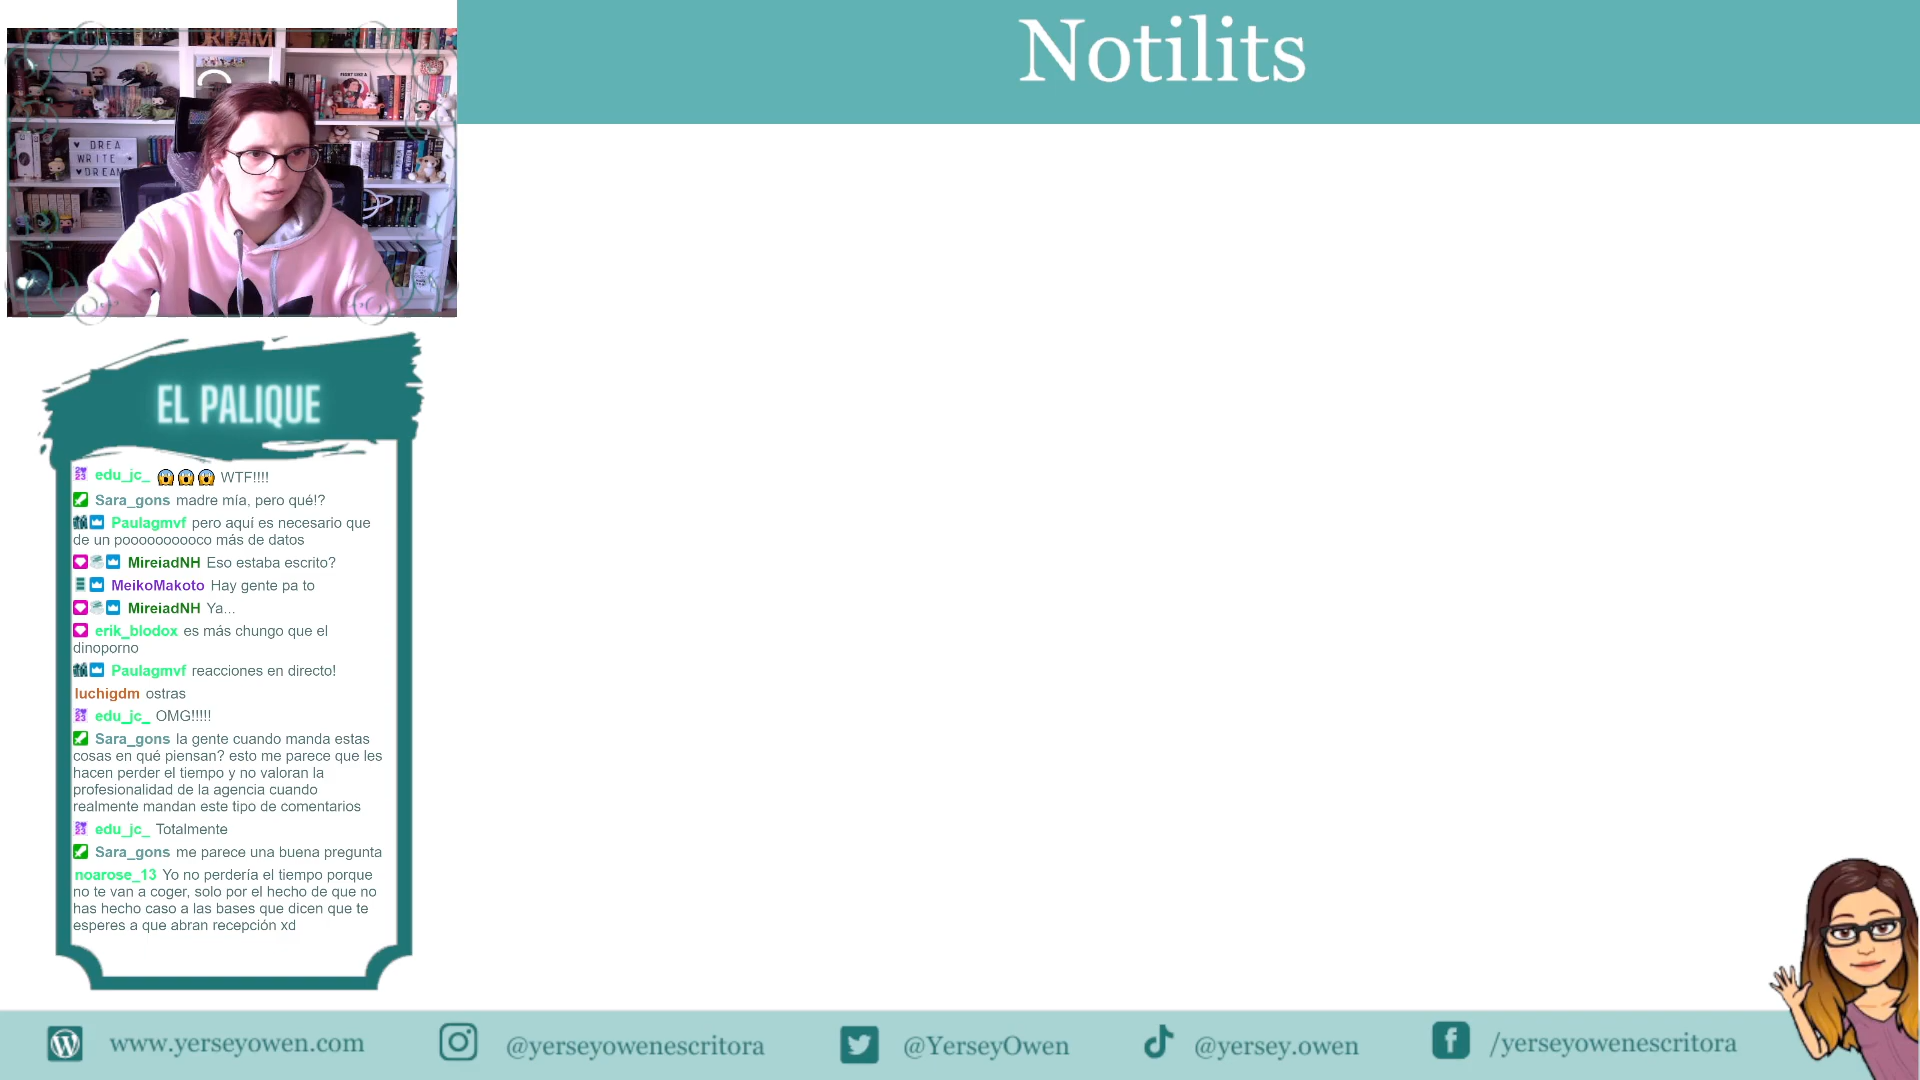 Notilits
DREAM
FIGHT LIKE A
DREA
WRITE
DREAM
EL PALIQUE
edu_jc_ 😱😱😱 WTF!!!!
Sara_gons madre mía, pero qué!?
Paulagmvf pero aquí es necesario que
de un poooooooooco más de datos
MireiadNH Eso estaba escrito?
MeikoMakoto Hay gente pa to
MireiadNH Ya...
erik_blodox es más chungo que el
dinoporno
Paulagmvf reacciones en directo!
luchigdm ostras
edu_jc_ OMG!!!!!
Sara_gons la gente cuando manda estas
cosas en qué piensan? esto me parece que les
hacen perder el tiempo y no valoran la
profesionalidad de la agencia cuando
realmente mandan este tipo de comentarios
edu_jc_ Totalmente
Sara_gons me parece una buena pregunta
noarose_13 Yo no perdería el tiempo porque
no te van a coger, solo por el hecho de que no
has hecho caso a las bases que dicen que te
esperes a que abran recepción xd
www.yerseyowen.com
@yerseyowenescritora
@YerseyOwen
@yersey.owen
/yerseyowenescritora